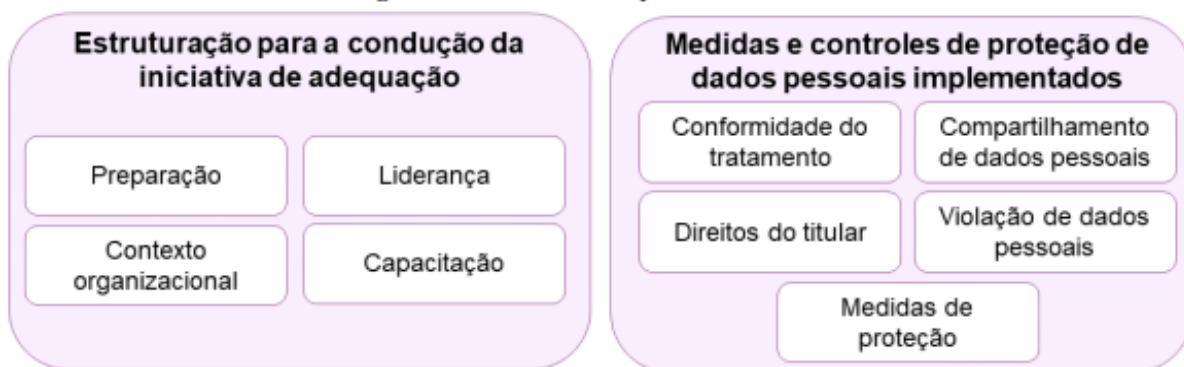 Estruturação para a condução da
iniciativa de adequação
Preparação
Liderança
Contexto
organizacional
Capacitação
Medidas e controles de proteção de
dados pessoais implementados
Conformidade do
tratamento
Compartilhamento
de dados pessoais
Direitos do titular
Violação de dados
pessoais
Medidas de
proteção